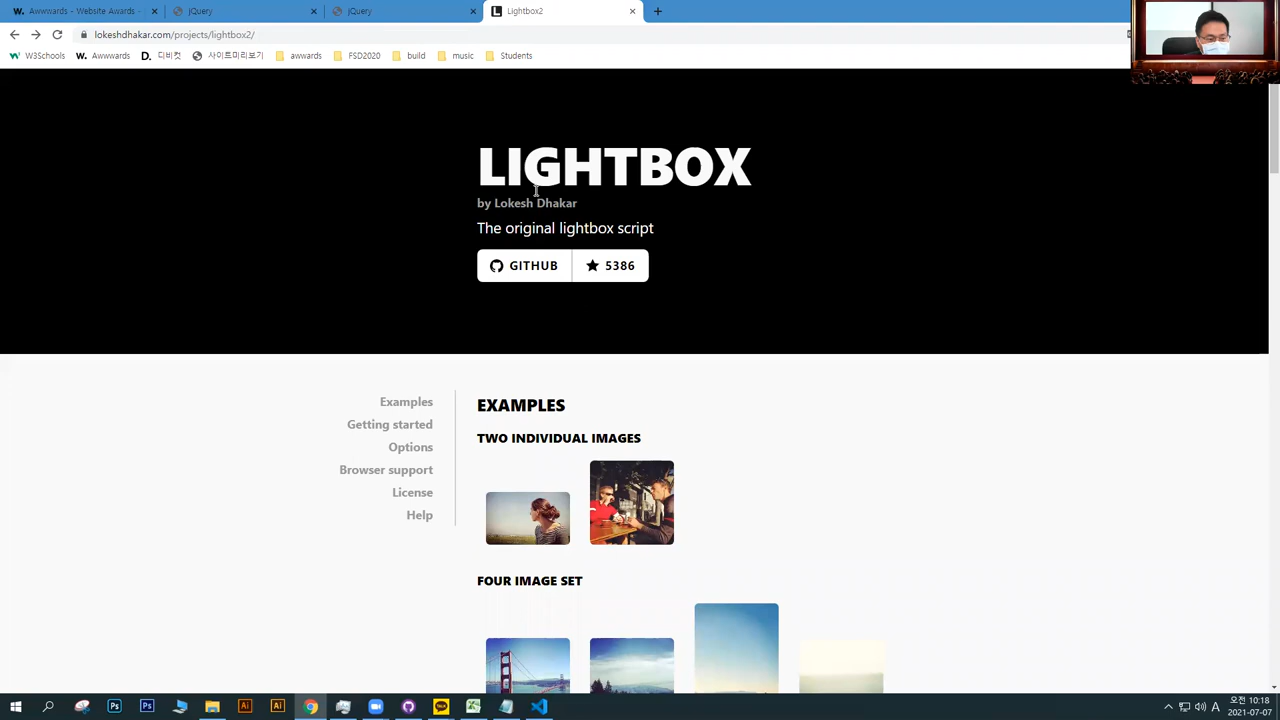 Awwwards - Website Awards -
jQuery
jQuery
Lightbox2
lokeshdhakar.com/projects/lightbox2/
W3Schools
Awwwards
디비컷
사이트미리보기
awwards
FSD2020
build
music
Students
LIGHTBOX
by Lokesh Dhakar
The original lightbox script
GITHUB
5386
Examples
Getting started
Options
Browser support
License
Help
EXAMPLES
TWO INDIVIDUAL IMAGES
FOUR IMAGE SET
오전 10:18
2021-07-07